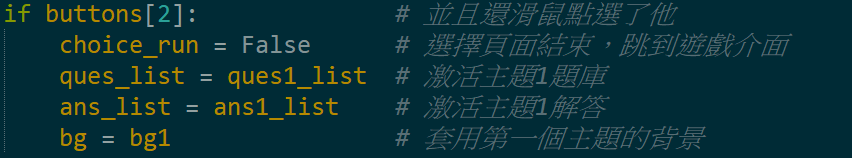 if buttons[2]: # 並且還滑鼠點選了他
choice_run = False # 選擇頁面結束，跳到遊戲介面
ques_list = ques1_list # 激活主題1題庫
ans_list = ans1_list # 激活主題1解答
bg = bg1 # 套用第一個主題的背景